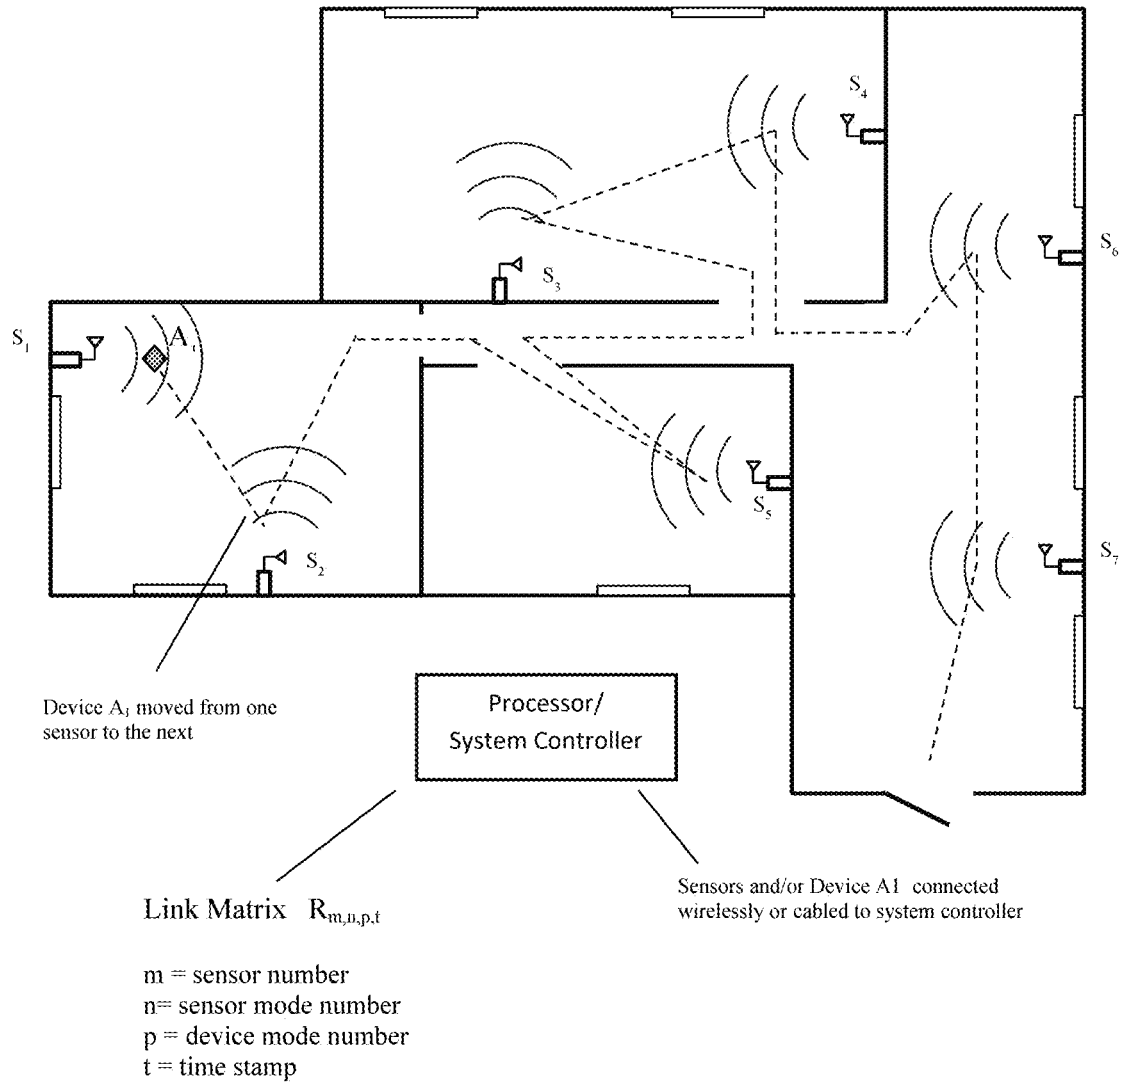 S4
S6
S3
S1
A1
S5
S2
S7
Device A1 moved from one
sensor to the next
Processor/
System Controller
Sensors and/or Device A1 connected
wirelessly or cabled to system controller
Link Matrix Rm,n,p,t
m = sensor number
n= sensor mode number
p = device mode number
t = time stamp